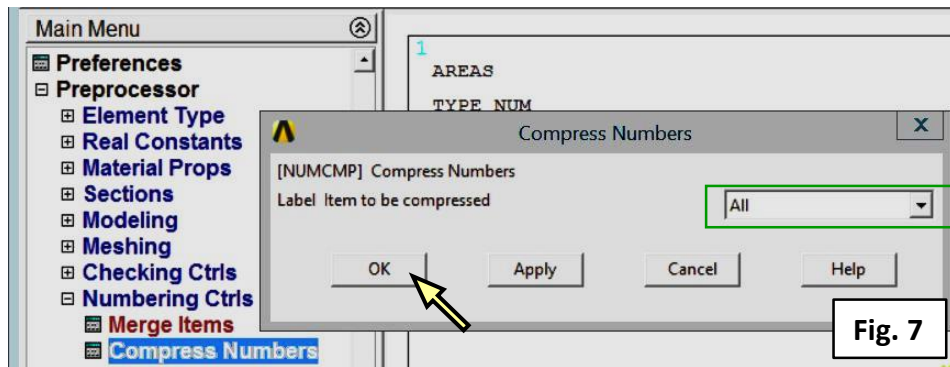 Main Menu
Preferences
Preprocessor
Element Type
Real Constants
Material Props
Sections
Modeling
Meshing
Checking Ctrls
Numbering Ctrls
Merge Items
Compress Numbers
1
AREAS
TYPE NUM
Compress Numbers
X
[NUMCMP] Compress Numbers
Label Item to be compressed
All
OK
Apply
Cancel
Help
Fig. 7